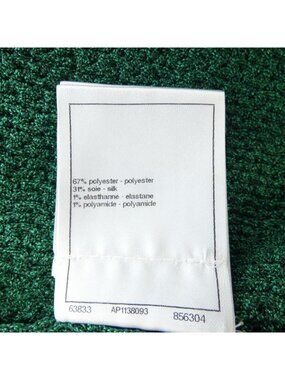 67% polyester - polyester
31% soie - silk
1% elasthanne - elastane
1% polyamide - polyamide
63833 AP1138093 856304